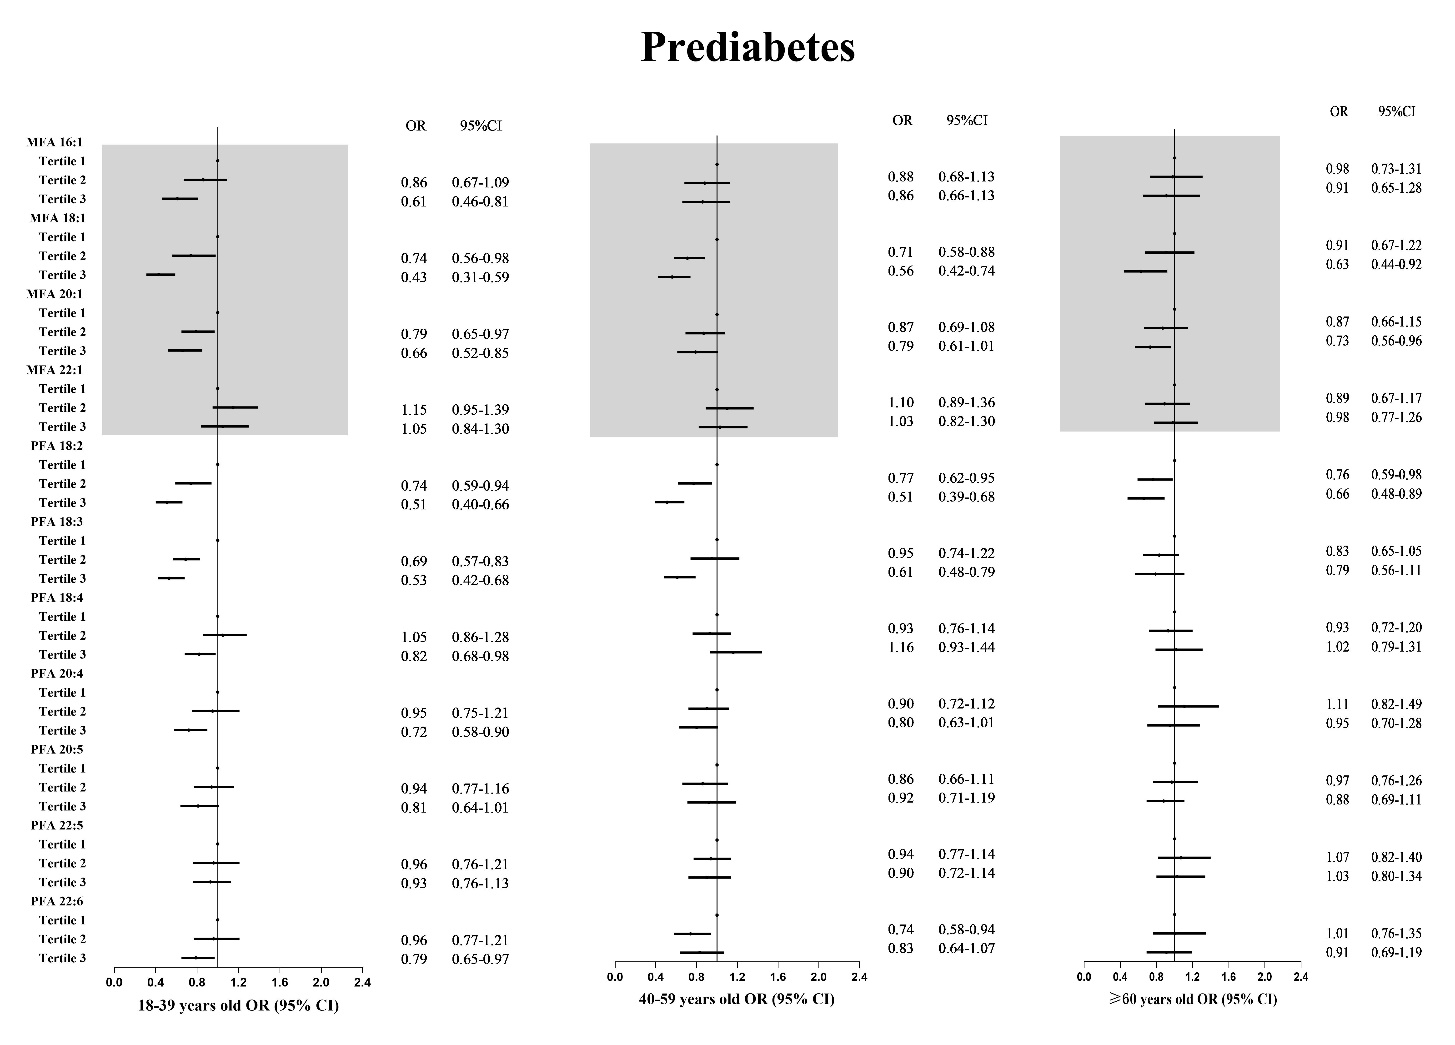 Prediabetes
OR 95%CI OR 95%CI OR 95%CI
MFA 16:1
Tertile 1
Tertile 2 0.86 0.67-1.09 0.88 0.68-1.13 0.98 0.73-1.31
Tertile 3 0.61 0.46-0.81 0.86 0.66-1.13 0.91 0.65-1.28
MFA 18:1
Tertile 1
Tertile 2 0.74 0.56-0.98 0.71 0.58-0.88 0.91 0.67-1.22
Tertile 3 0.43 0.31-0.59 0.56 0.42-0.74 0.63 0.44-0.92
MFA 20:1
Tertile 1
Tertile 2 0.79 0.65-0.97 0.87 0.69-1.08 0.87 0.66-1.15
Tertile 3 0.66 0.52-0.85 0.79 0.61-1.01 0.73 0.56-0.96
MFA 22:1
Tertile 1
Tertile 2 1.15 0.95-1.39 1.10 0.89-1.36 0.89 0.67-1.17
Tertile 3 1.05 0.84-1.30 1.03 0.82-1.30 0.98 0.77-1.26
PFA 18:2
Tertile 1
Tertile 2 0.74 0.59-0.94 0.77 0.62-0.95 0.76 0.59-0.98
Tertile 3 0.51 0.40-0.66 0.51 0.39-0.68 0.66 0.48-0.89
PFA 18:3
Tertile 1
Tertile 2 0.69 0.57-0.83 0.95 0.74-1.22 0.83 0.65-1.05
Tertile 3 0.53 0.42-0.68 0.61 0.48-0.79 0.79 0.56-1.11
PFA 18:4
Tertile 1
Tertile 2 1.05 0.86-1.28 0.93 0.76-1.14 0.93 0.72-1.20
Tertile 3 0.82 0.68-0.98 1.16 0.93-1.44 1.02 0.79-1.31
PFA 20:4
Tertile 1
Tertile 2 0.95 0.75-1.21 0.90 0.72-1.12 1.11 0.82-1.49
Tertile 3 0.72 0.58-0.90 0.80 0.63-1.01 0.95 0.70-1.28
PFA 20:5
Tertile 1
Tertile 2 0.94 0.77-1.16 0.86 0.66-1.11 0.97 0.76-1.26
Tertile 3 0.81 0.64-1.01 0.92 0.71-1.19 0.88 0.69-1.11
PFA 22:5
Tertile 1
Tertile 2 0.96 0.76-1.21 0.94 0.77-1.14 1.07 0.82-1.40
Tertile 3 0.93 0.76-1.13 0.90 0.72-1.14 1.03 0.80-1.34
PFA 22:6
Tertile 1
Tertile 2 0.96 0.77-1.21 0.74 0.58-0.94 1.01 0.76-1.35
Tertile 3 0.79 0.65-0.97 0.83 0.64-1.07 0.91 0.69-1.19
0.0 0.4 0.8 1.2 1.6 2.0 2.4 0.0 0.4 0.8 1.2 1.6 2.0 2.4 0.0 0.4 0.8 1.2 1.6 2.0 2.4
18-39 years old OR (95% CI) 40-59 years old OR (95% CI) ⩾60 years old OR (95% CI)